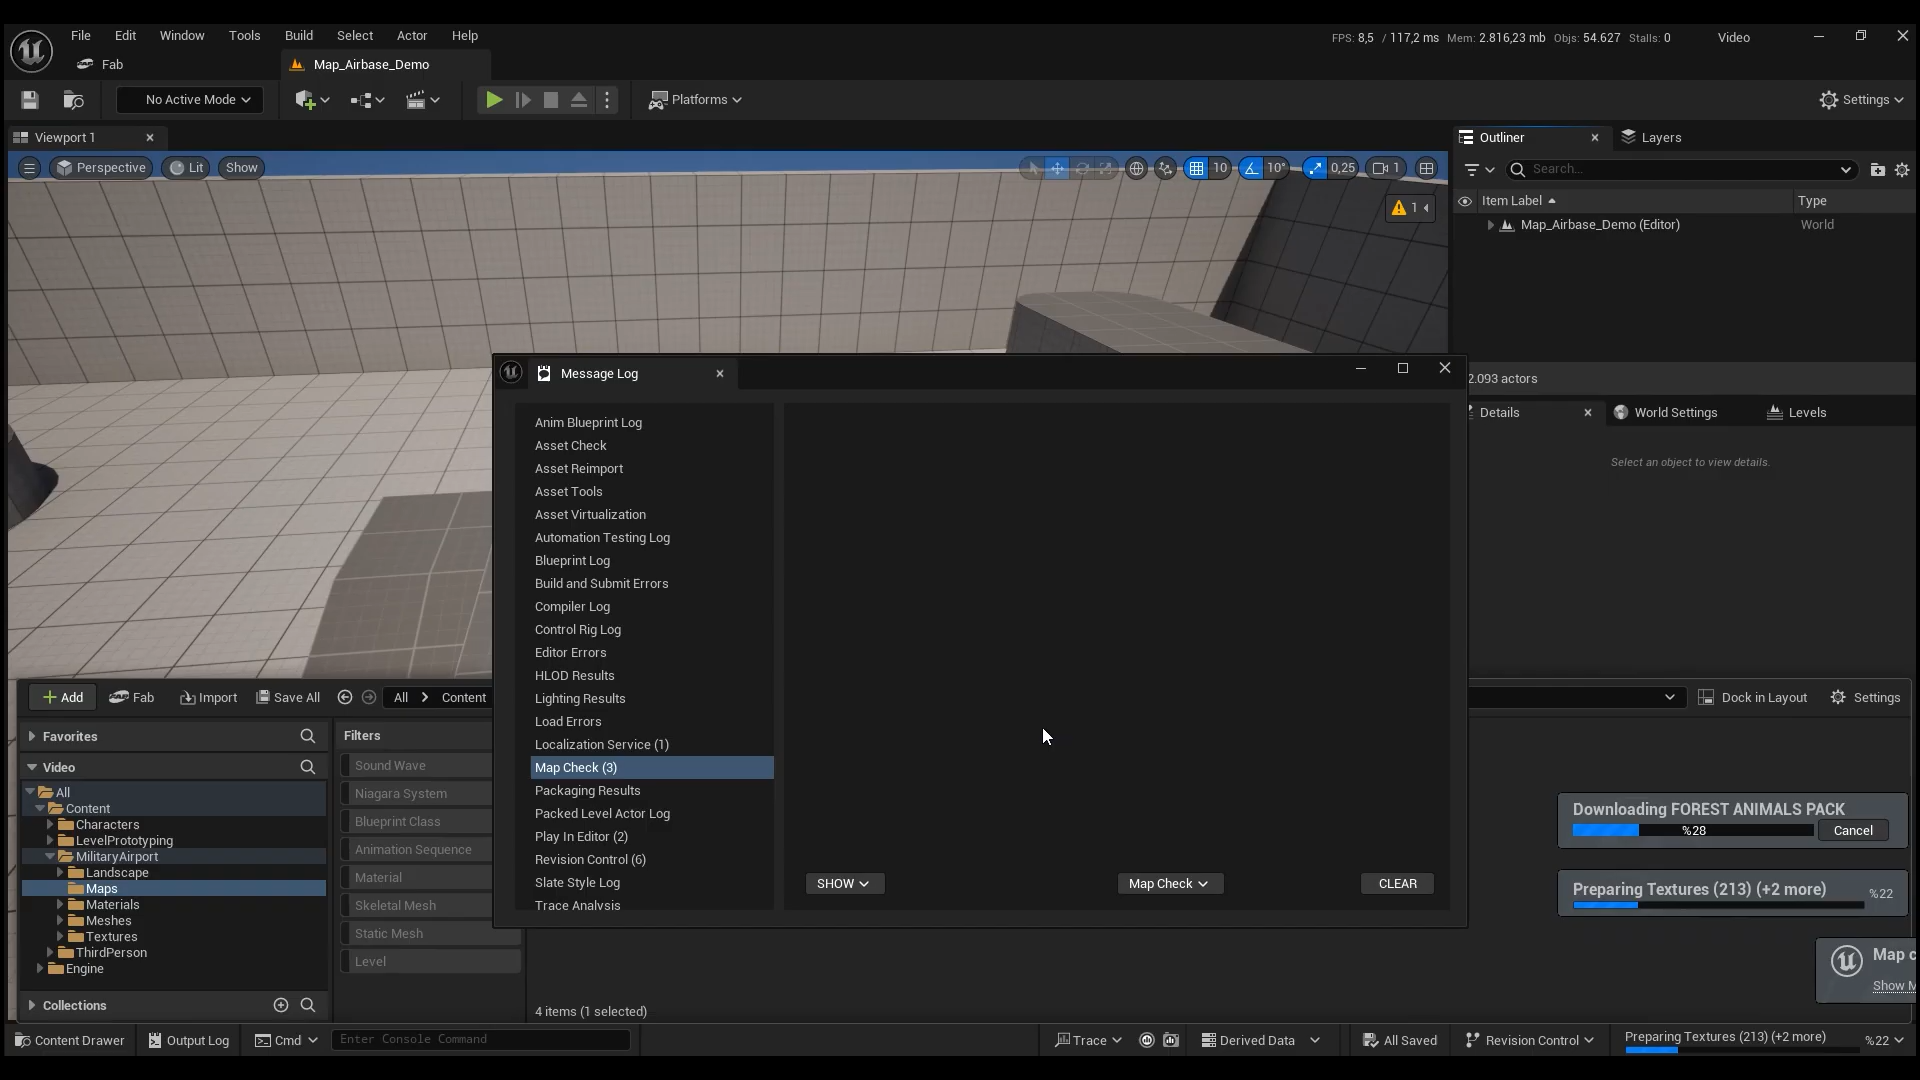 File Edit Window Tools Build Select Actor Help
FPS: 8,5 / 117,2 ms Mem: 2.816,23 mb Objs: 54.627 Stalls: 0 Video
Fab Map_Airbase_Demo
No Active Mode Platforms Settings
Viewport 1
Perspective Lit Show 10 10° 0,25 1
1
Outliner Layers
Search...
Item Label Type
Map_Airbase_Demo (Editor) World
2.093 actors
Details World Settings Levels
Select an object to view details.
Message Log
Anim Blueprint Log
Asset Check
Asset Reimport
Asset Tools
Asset Virtualization
Automation Testing Log
Blueprint Log
Build and Submit Errors
Compiler Log
Control Rig Log
Editor Errors
HLOD Results
Lighting Results
Load Errors
Localization Service (1)
Map Check (3)
Packaging Results
Packed Level Actor Log
Play In Editor (2)
Revision Control (6)
Slate Style Log
Trace Analysis
SHOW Map Check CLEAR
Add Fab Import Save All All Content
Dock in Layout Settings
Favorites
Video
All
Content
Characters
LevelPrototyping
MilitaryAirport
Landscape
Maps
Materials
Meshes
Textures
ThirdPerson
Engine
Collections
Filters
Sound Wave
Niagara System
Blueprint Class
Animation Sequence
Material
Skeletal Mesh
Static Mesh
Level
4 items (1 selected)
Downloading FOREST ANIMALS PACK
%28 Cancel
Preparing Textures (213) (+2 more) %22
Map c
Show M
Content Drawer Output Log Cmd Enter Console Command
Trace Derived Data All Saved Revision Control Preparing Textures (213) (+2 more) %22